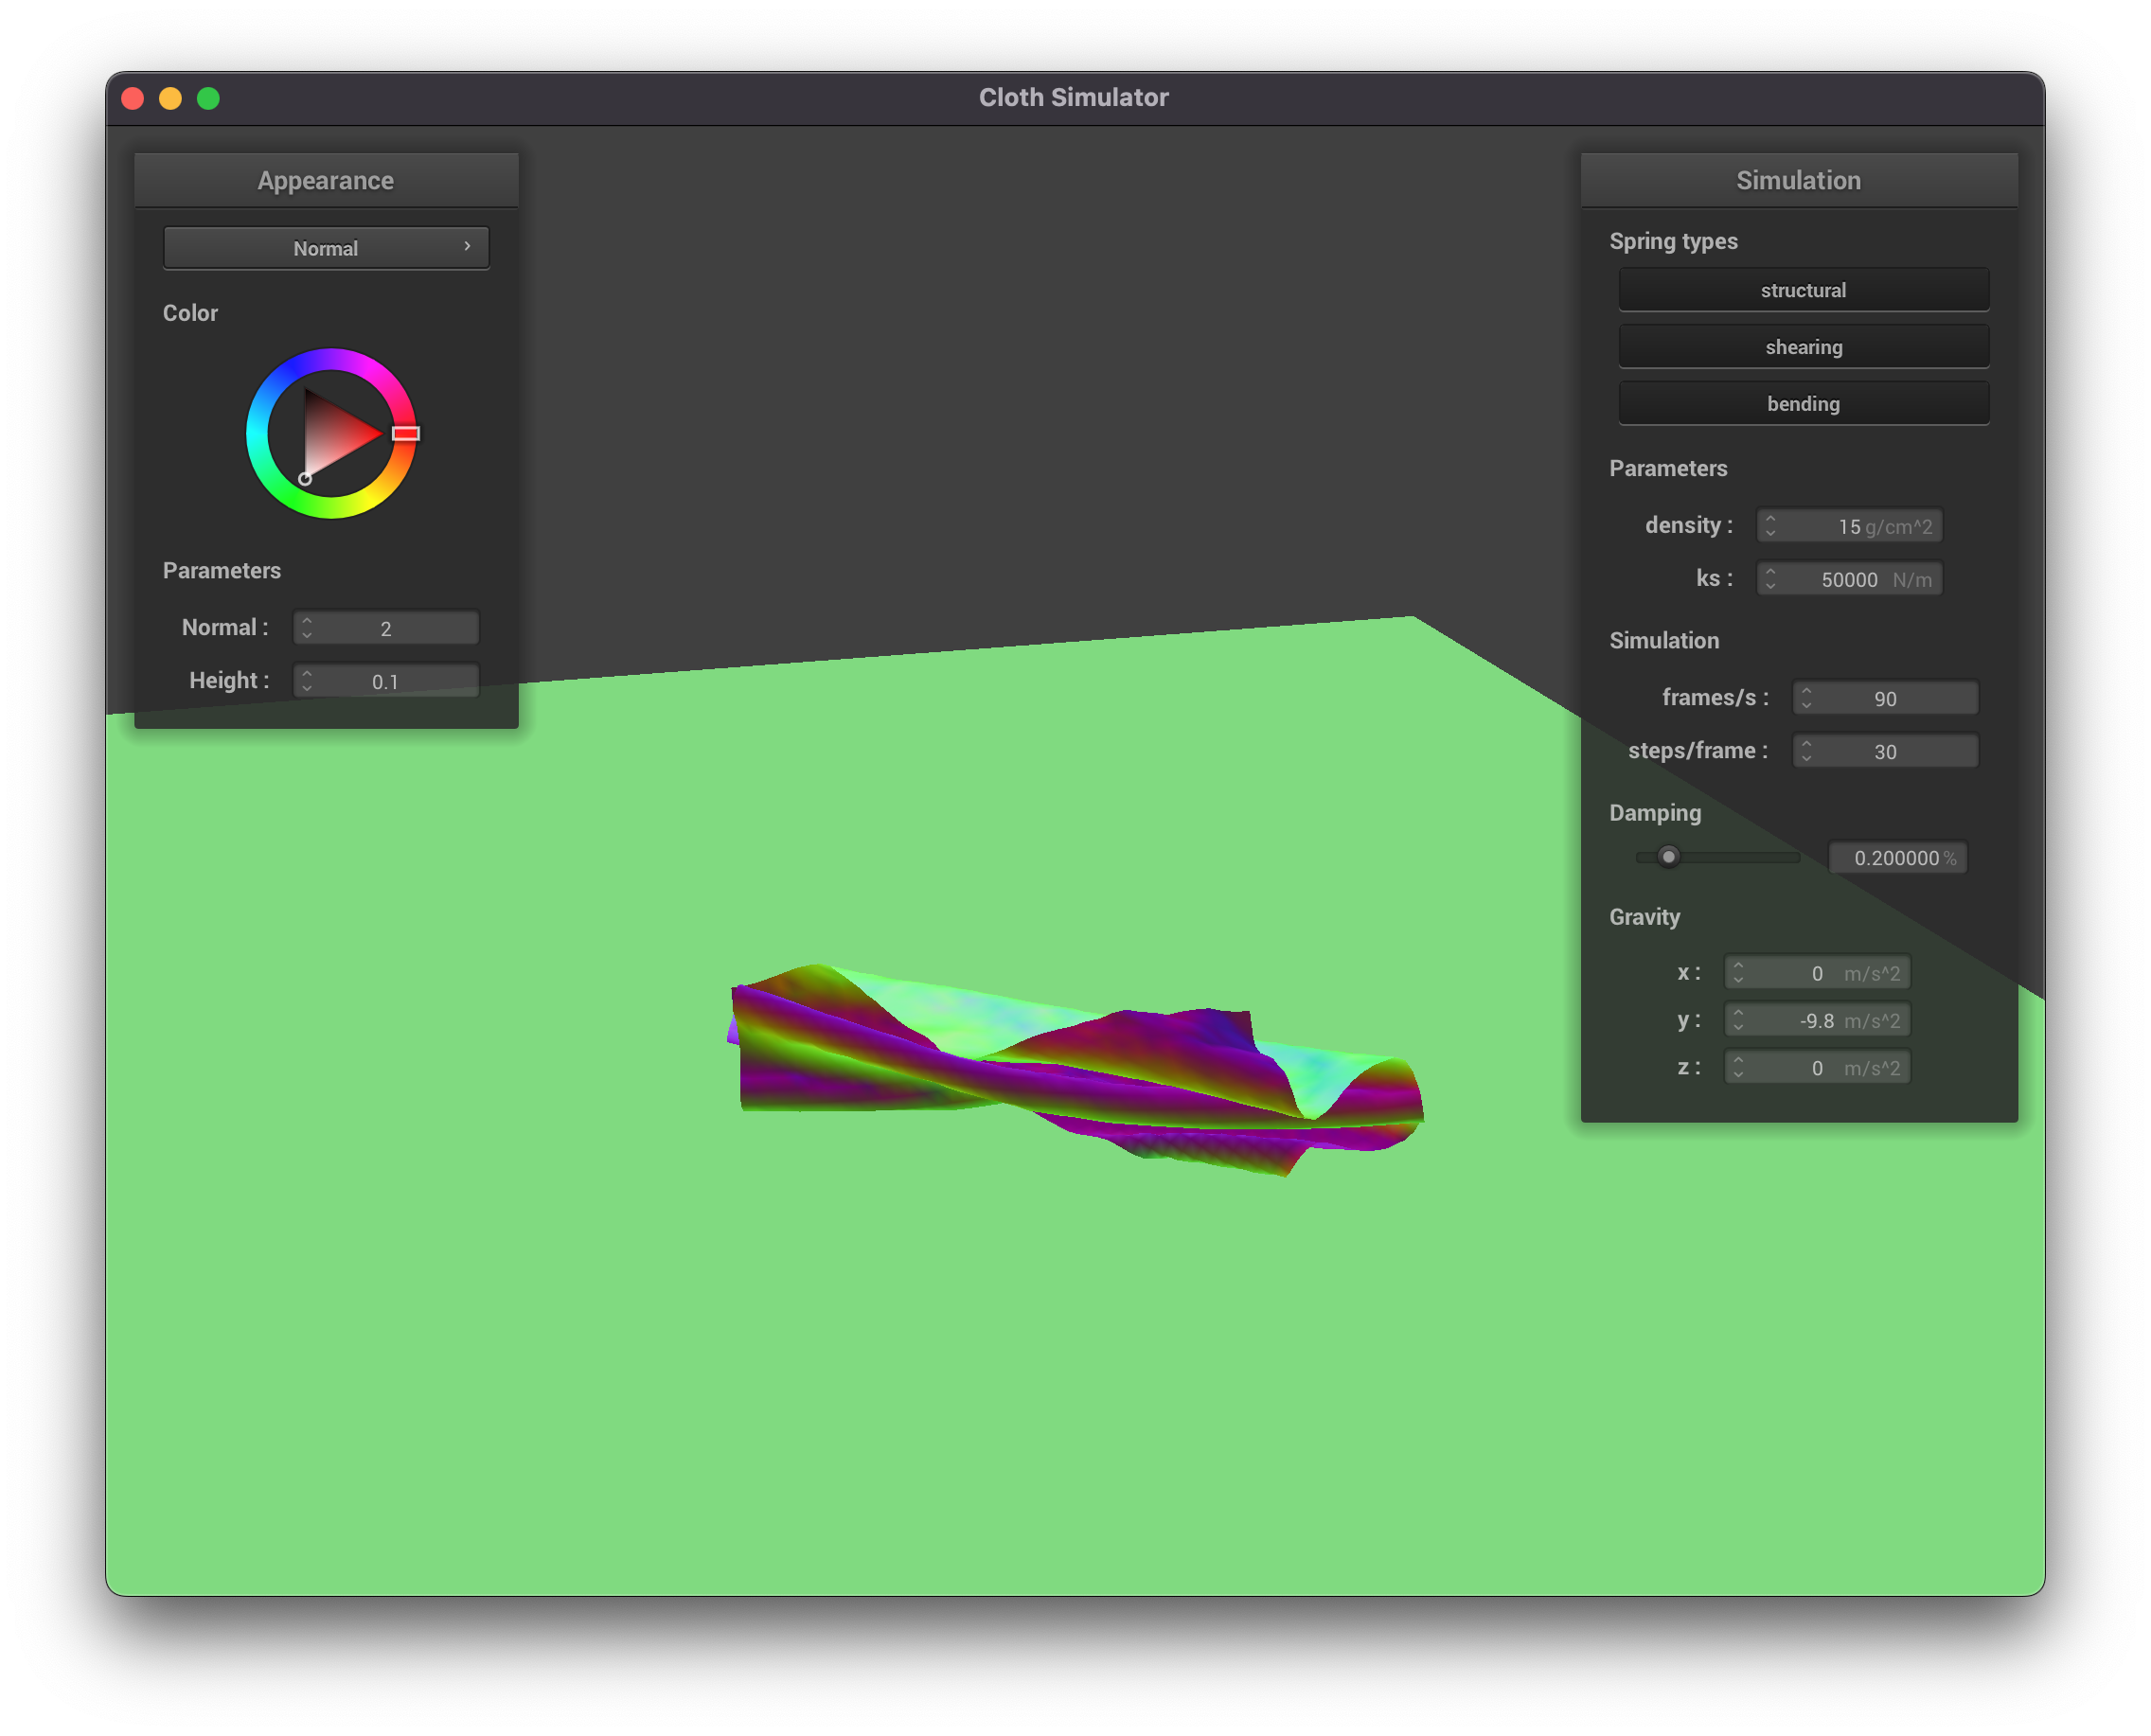 Cloth Simulator
Appearance
Normal
Color
Parameters
Normal : 2
Height : 0.1
Simulation
Spring types
structural
shearing
bending
Parameters
density : 15 g/cm^2
ks : 50000 N/m
Simulation
frames/s : 90
steps/frame : 30
Damping
0.200000 %
Gravity
x : 0 m/s^2
y : -9.8 m/s^2
z : 0 m/s^2